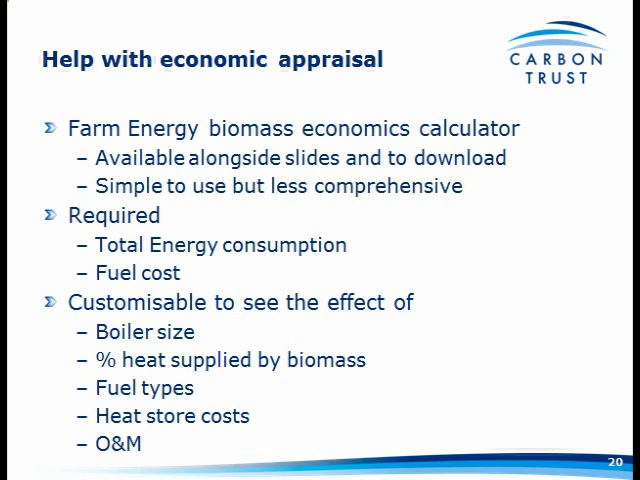 Help with economic appraisal
CARBON
TRUST
Farm Energy biomass economics calculator
– Available alongside slides and to download
– Simple to use but less comprehensive
Required
– Total Energy consumption
– Fuel cost
Customisable to see the effect of
– Boiler size
– % heat supplied by biomass
– Fuel types
– Heat store costs
– O&M
20